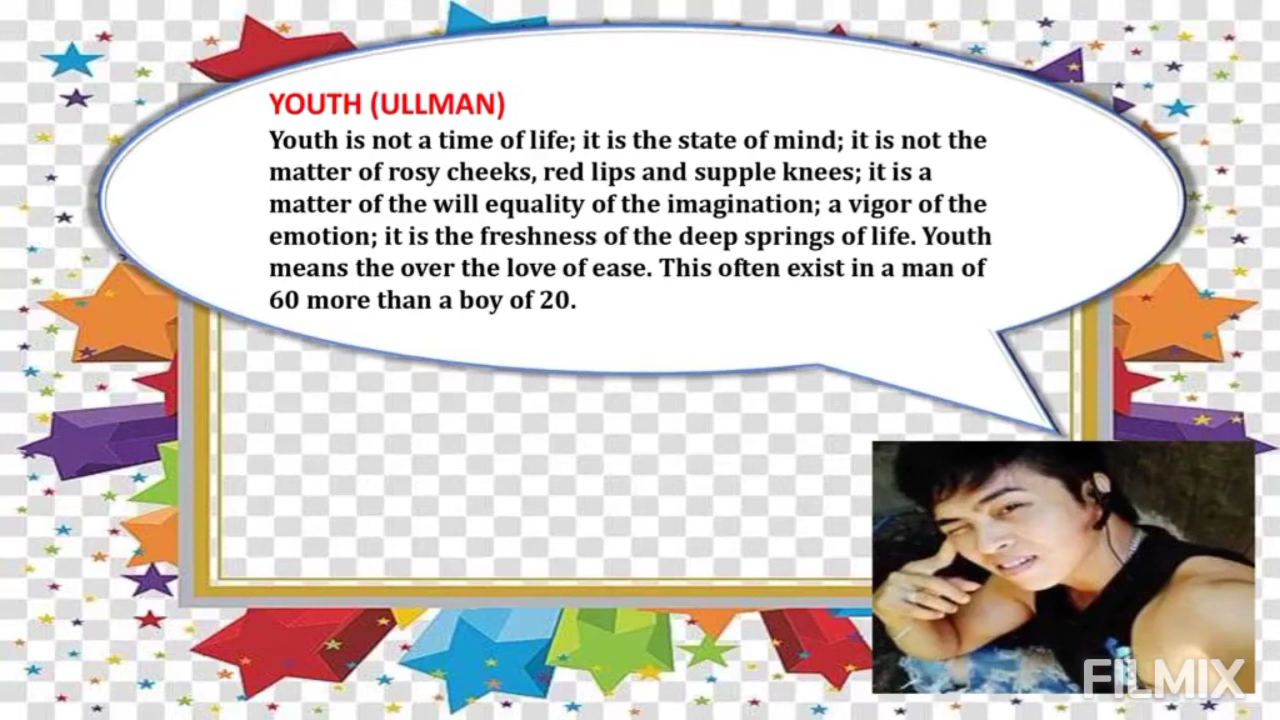 YOUTH (ULLMAN)
Youth is not a time of life; it is the state of mind; it is not the
matter of rosy cheeks, red lips and supple knees; it is a
matter of the will equality of the imagination; a vigor of the
emotion; it is the freshness of the deep springs of life. Youth
means the over the love of ease. This often exist in a man of
60 more than a boy of 20.
FILMIX